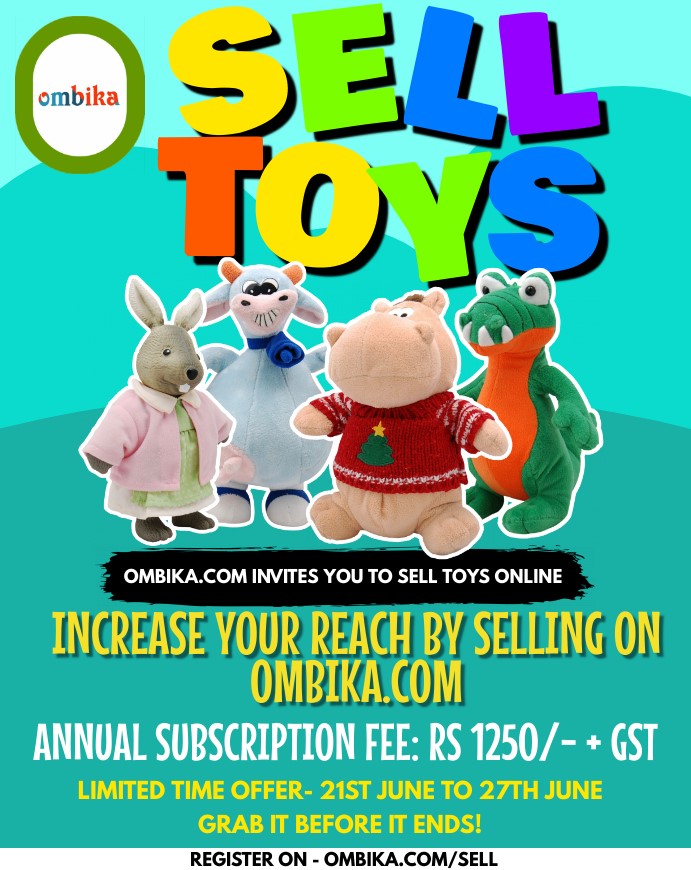 ombika
SELL
TOYS
OMBIKA.COM INVITES YOU TO SELL TOYS ONLINE
INCREASE YOUR REACH BY SELLING ON
OMBIKA.COM
ANNUAL SUBSCRIPTION FEE: RS 1250/- + GST
LIMITED TIME OFFER- 21ST JUNE TO 27TH JUNE
GRAB IT BEFORE IT ENDS!
REGISTER ON - OMBIKA.COM/SELL